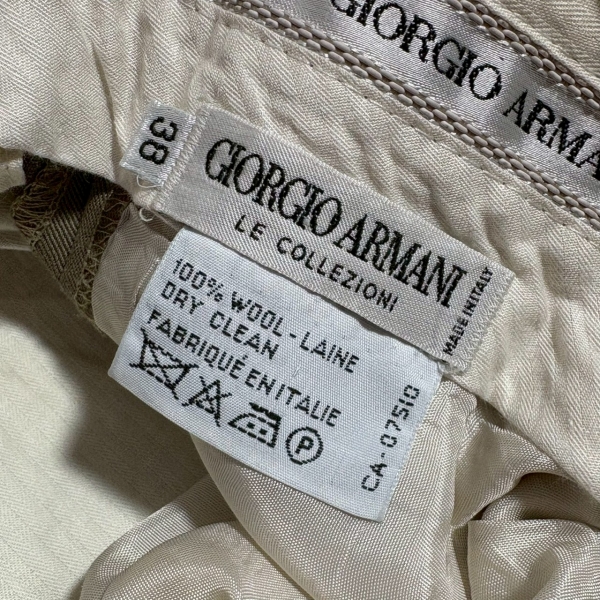 GIORGIO ARMA
38
GIORGIO ARMANI
LE COLLEZIONI
MADE IN ITALY
100% WOOL-LAINE
DRY CLEAN
FABRIQUÉ EN ITALIE
P
CA-07510